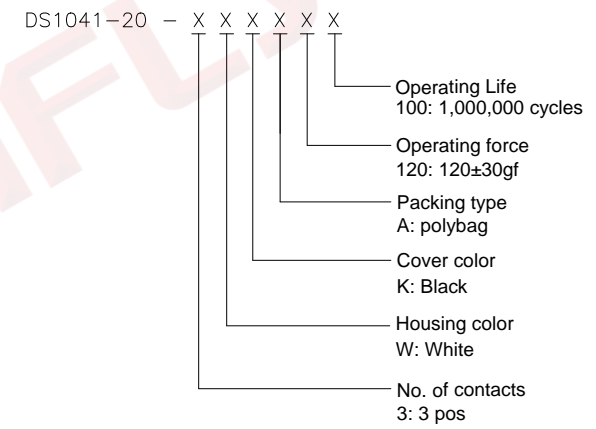 DS1041-20 - X X X X X X
Operating Life
100: 1,000,000 cycles
Operating force
120: 120±30gf
Packing type
A: polybag
Cover color
K: Black
Housing color
W: White
No. of contacts
3: 3 pos